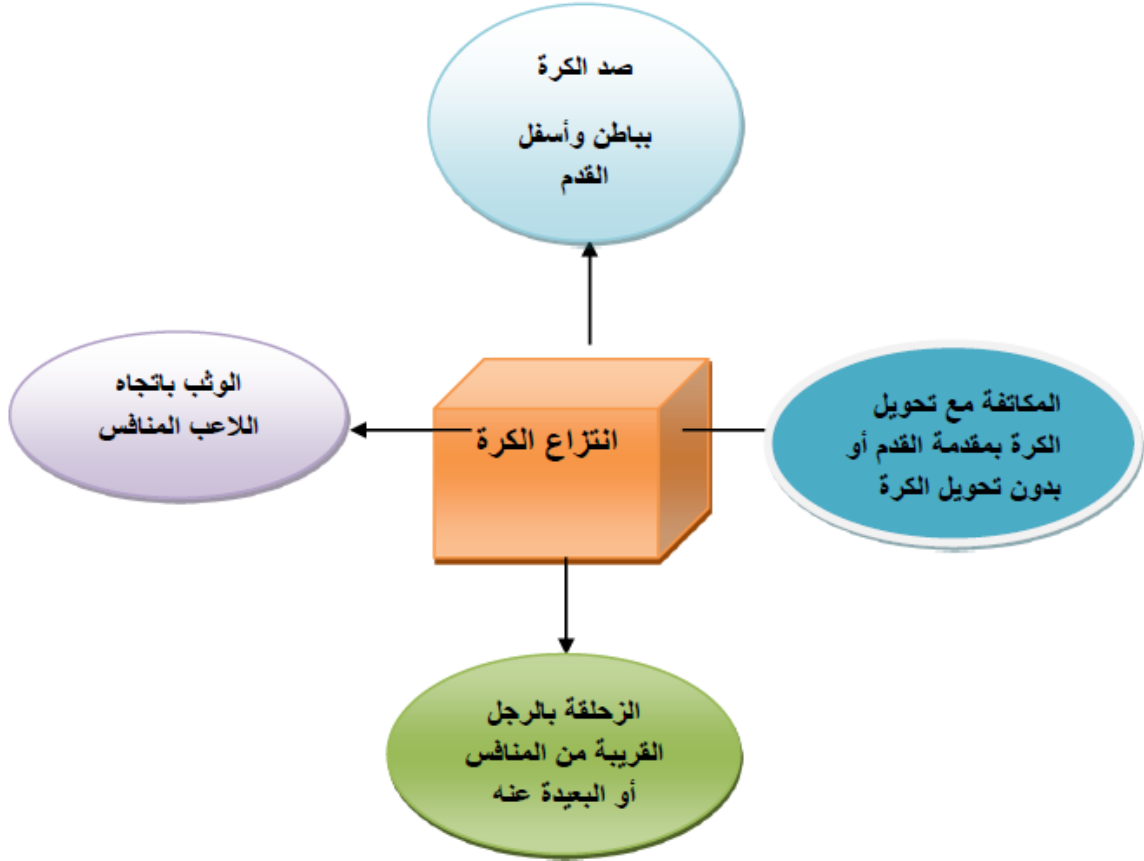 صد الكرة
بباطن وأسفل
القدم
المكاتفة مع تحويل
الكرة بمقدمة القدم أو
بدون تحويل الكرة
انتزاع الكرة
الوثب باتجاه
اللاعب المنافس
الزحلقة بالرجل
القريبة من المنافس
أو البعيدة عنه